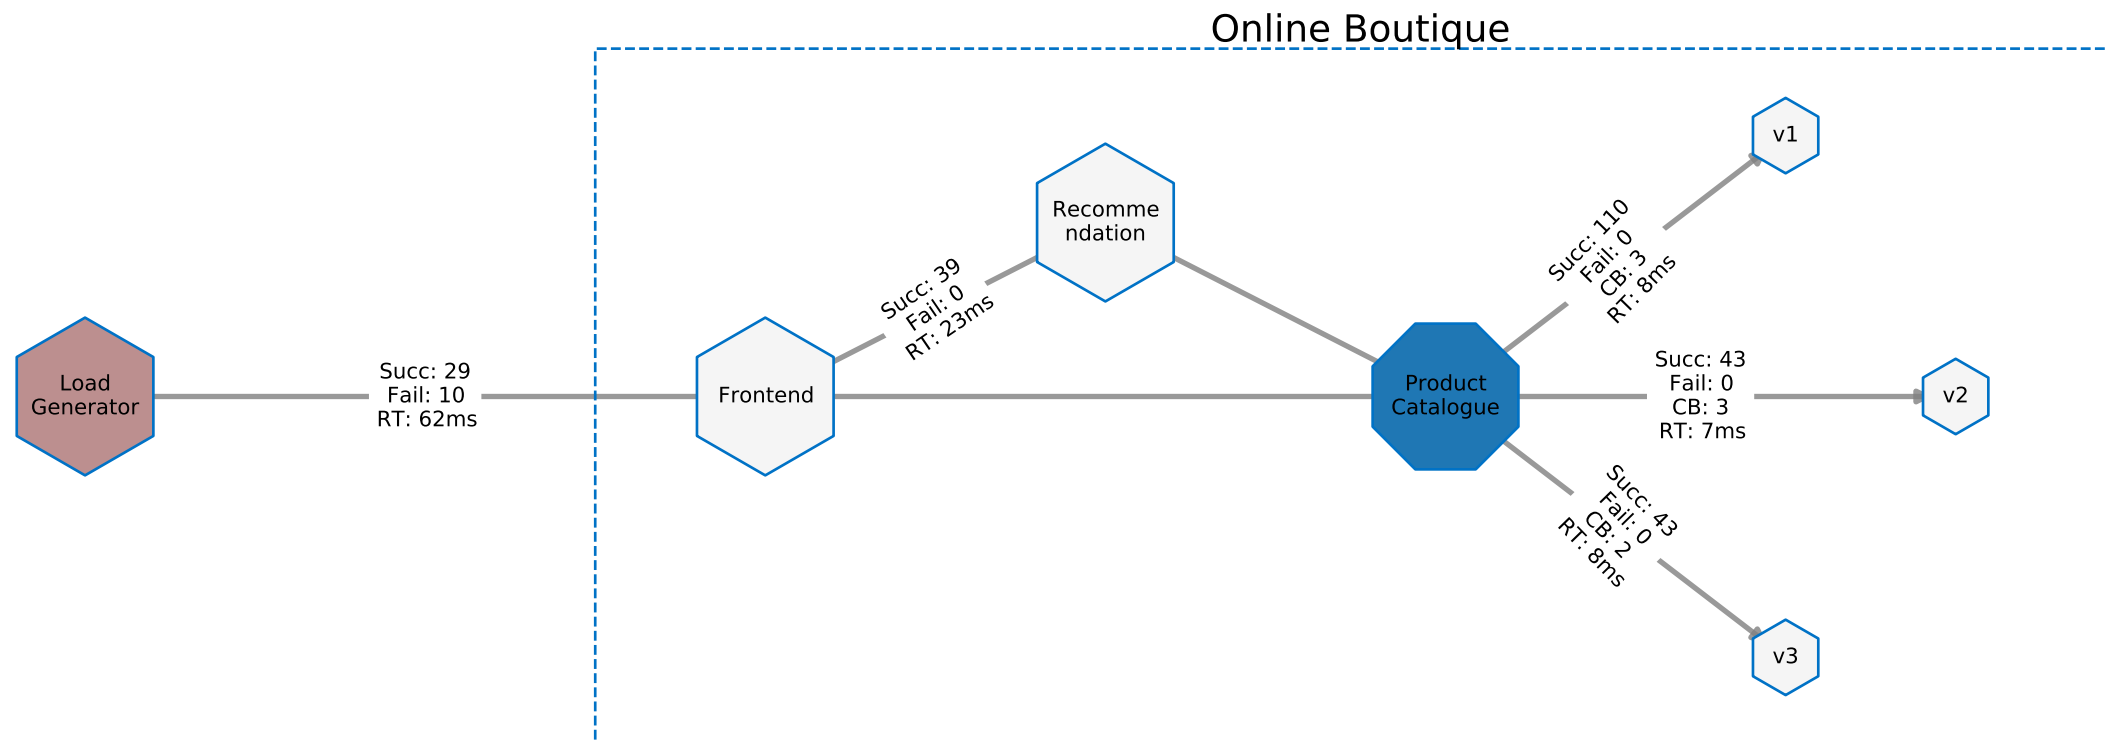 Online Boutique
Load
Generator
Succ: 29
Fail: 10
RT: 62ms
Frontend
Succ: 39
Fail: 0
RT: 23ms
Recomme
ndation
Product
Catalogue
Succ: 110
Fail: 0
CB: 3
RT: 8ms
v1
Succ: 43
Fail: 0
CB: 3
RT: 7ms
v2
Succ: 43
Fail: 0
CB: 2
RT: 8ms
v3